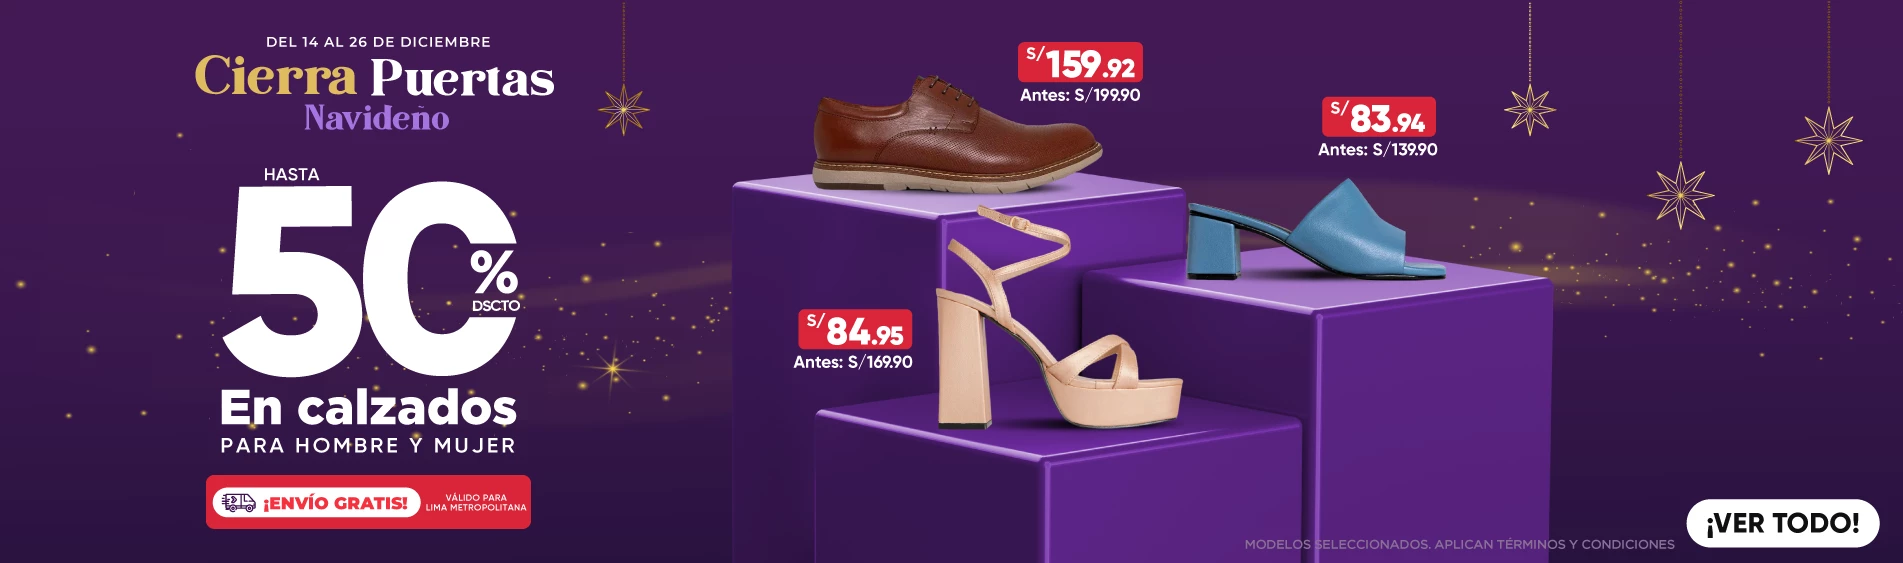 DEL 14 AL 26 DE DICIEMBRE
Cierra Puertas
Navideño
HASTA
50%
DSCTO
En calzados
PARA HOMBRE Y MUJER
¡ENVÍO GRATIS!
VÁLIDO PARA
LIMA METROPOLITANA
S/159.92
Antes: S/199.90
S/83.94
Antes: S/139.90
S/84.95
Antes: S/169.90
MODELOS SELECCIONADOS. APLICAN TÉRMINOS Y CONDICIONES
¡VER TODO!